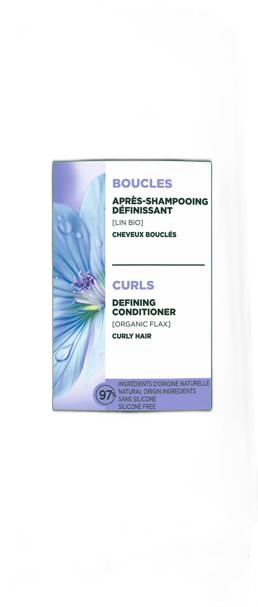 BOUCLES
APRÈS-SHAMPOOING
DÉFINISSANT
[LIN BIO]
CHEVEUX BOUCLÉS
CURLS
DEFINING
CONDITIONER
[ORGANIC FLAX]
CURLY HAIR
97%
INGRÉDIENTS D'ORIGINE NATURELLE
NATURAL ORIGIN INGREDIENTS
SANS SILICONE
SILICONE FREE